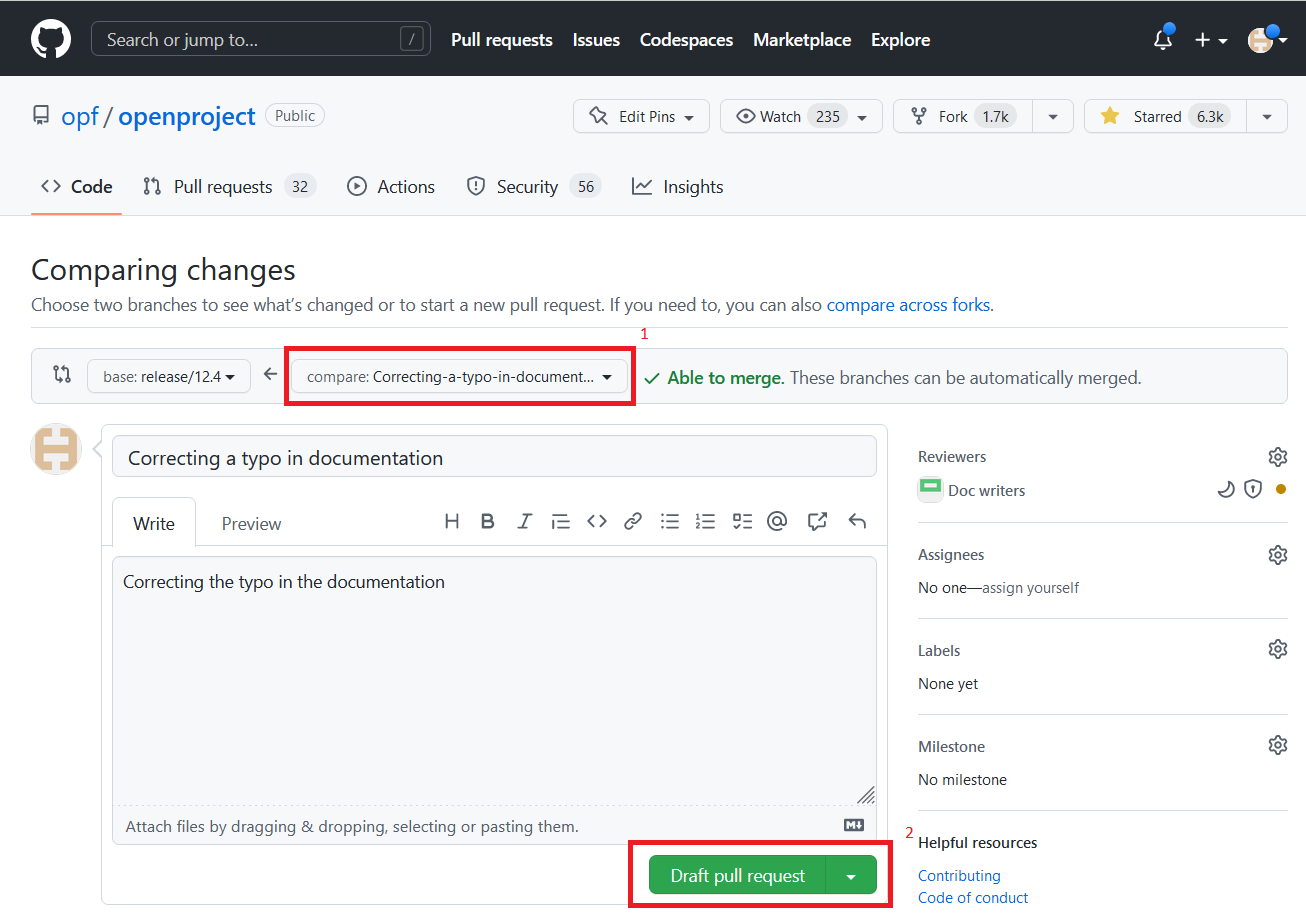 Search or jump to... /
Pull requests Issues Codespaces Marketplace Explore
opf / openproject Public
Edit Pins Watch 235 Fork 1.7k Starred 6.3k
Code Pull requests 32 Actions Security 56 Insights
Comparing changes
Choose two branches to see what's changed or to start a new pull request. If you need to, you can also compare across forks.
1
base: release/12.4 compare: Correcting-a-typo-in-document... Able to merge. These branches can be automatically merged.
Correcting a typo in documentation
Write Preview H B I
Correcting the typo in the documentation
Attach files by dragging & dropping, selecting or pasting them.
Draft pull request
Reviewers
Doc writers
Assignees
No one—assign yourself
Labels
None yet
Milestone
No milestone
2
Helpful resources
Contributing
Code of conduct